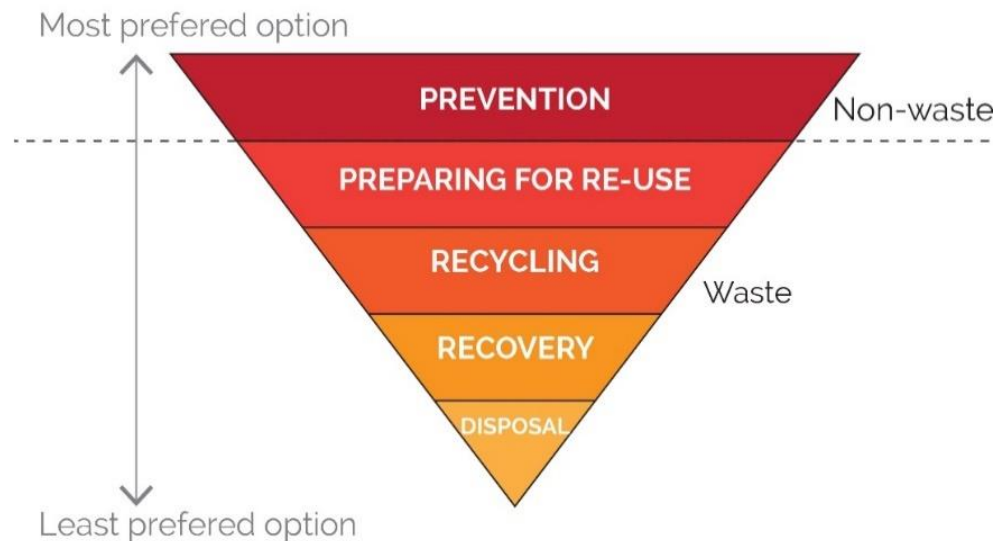 Most prefered option
PREVENTION
Non-waste
PREPARING FOR RE-USE
RECYCLING
Waste
RECOVERY
DISPOSAL
Least prefered option